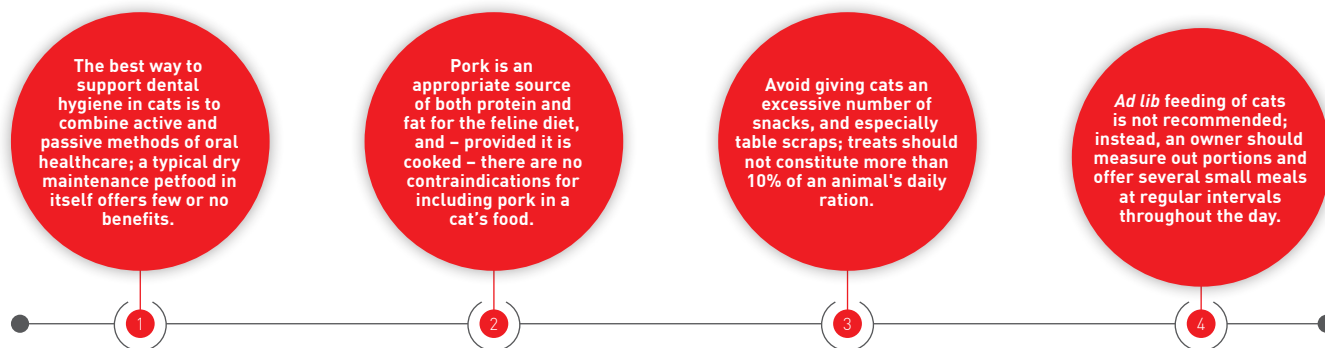 The best way to
support dental
hygiene in cats is to
combine active and
passive methods of oral
healthcare; a typical dry
maintenance petfood in
itself offers few or no
benefits.
Pork is an
appropriate source
of both protein and
fat for the feline diet,
and – provided it is
cooked – there are no
contraindications for
including pork in a
cat’s food.
Avoid giving cats an
excessive number of
snacks, and especially
table scraps; treats should
not constitute more than
10% of an animal's daily
ration.
Ad lib feeding of cats
is not recommended;
instead, an owner should
measure out portions and
offer several small meals
at regular intervals
throughout the day.
1
2
3
4